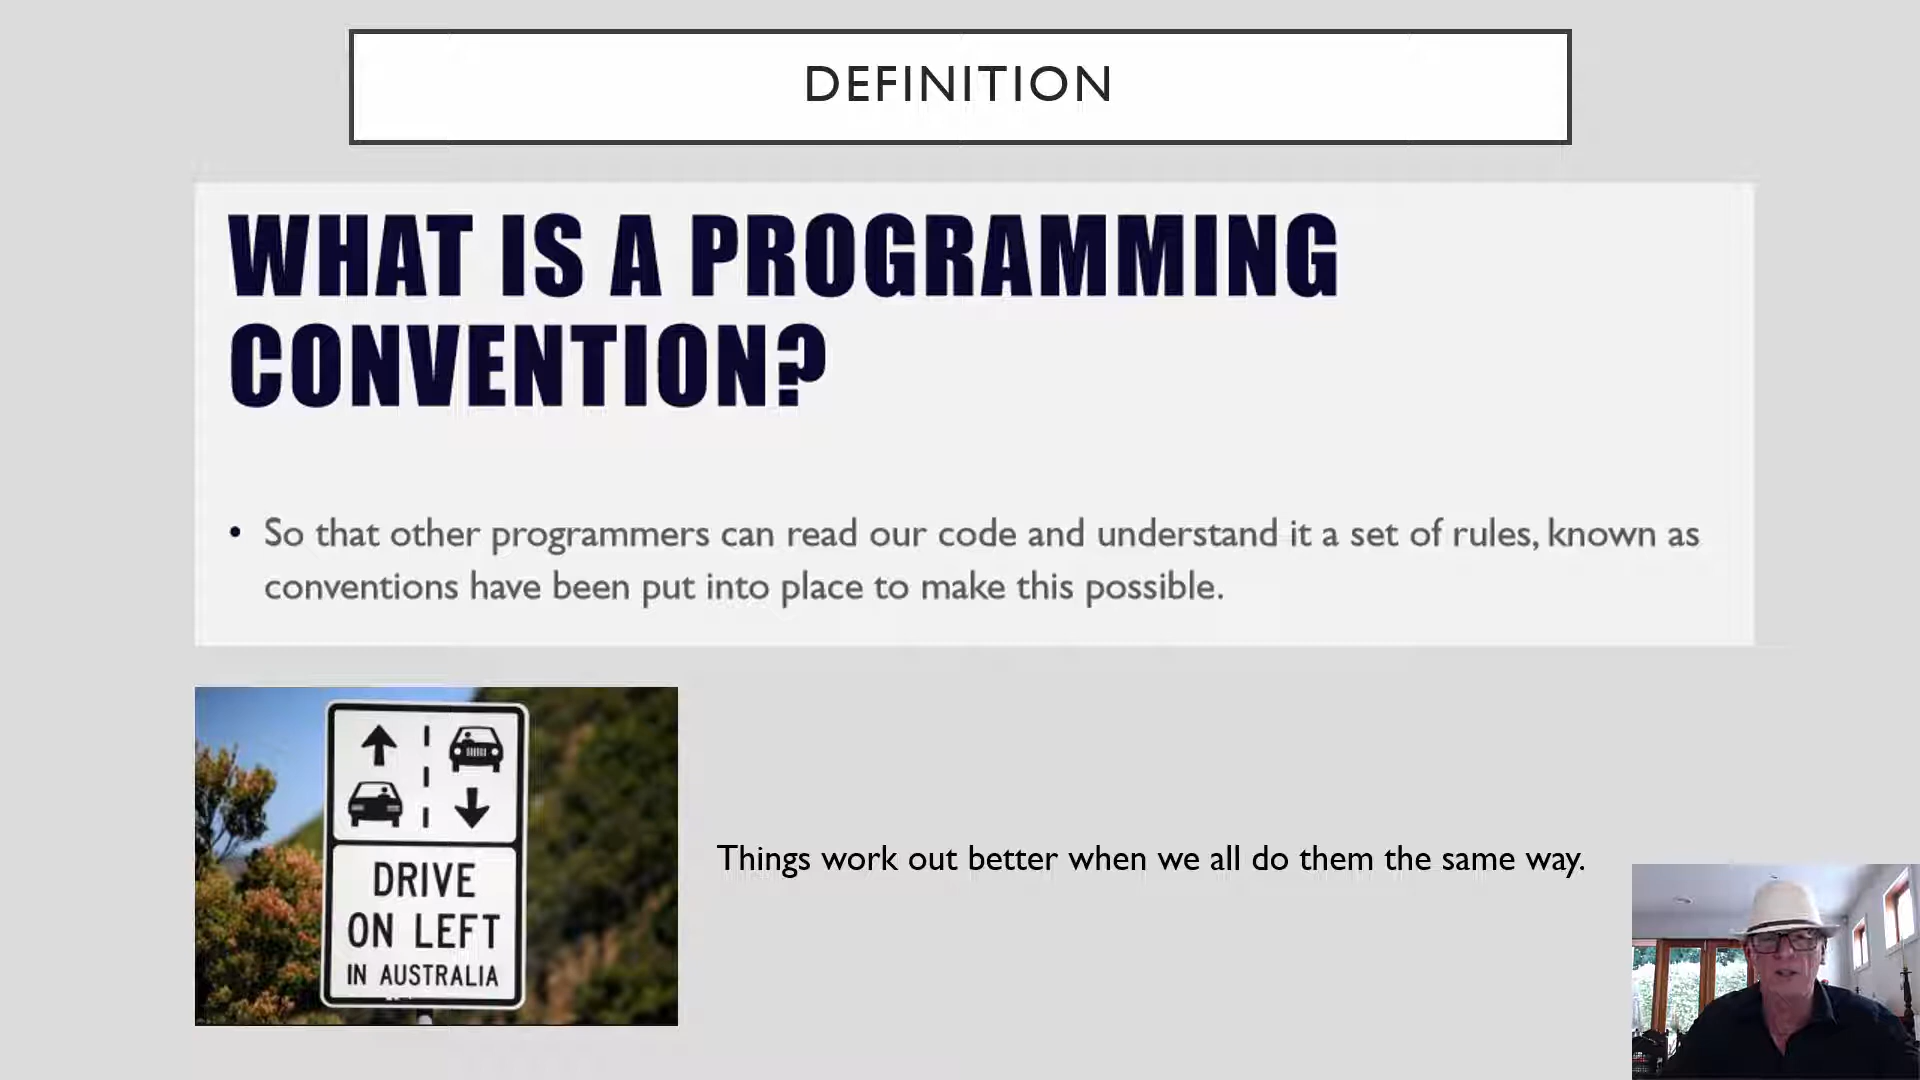 DEFINITION
WHAT IS A PROGRAMMING
CONVENTION?
• So that other programmers can read our code and understand it a set of rules, known as
conventions have been put into place to make this possible.
DRIVE
ON LEFT
IN AUSTRALIA
Things work out better when we all do them the same way.